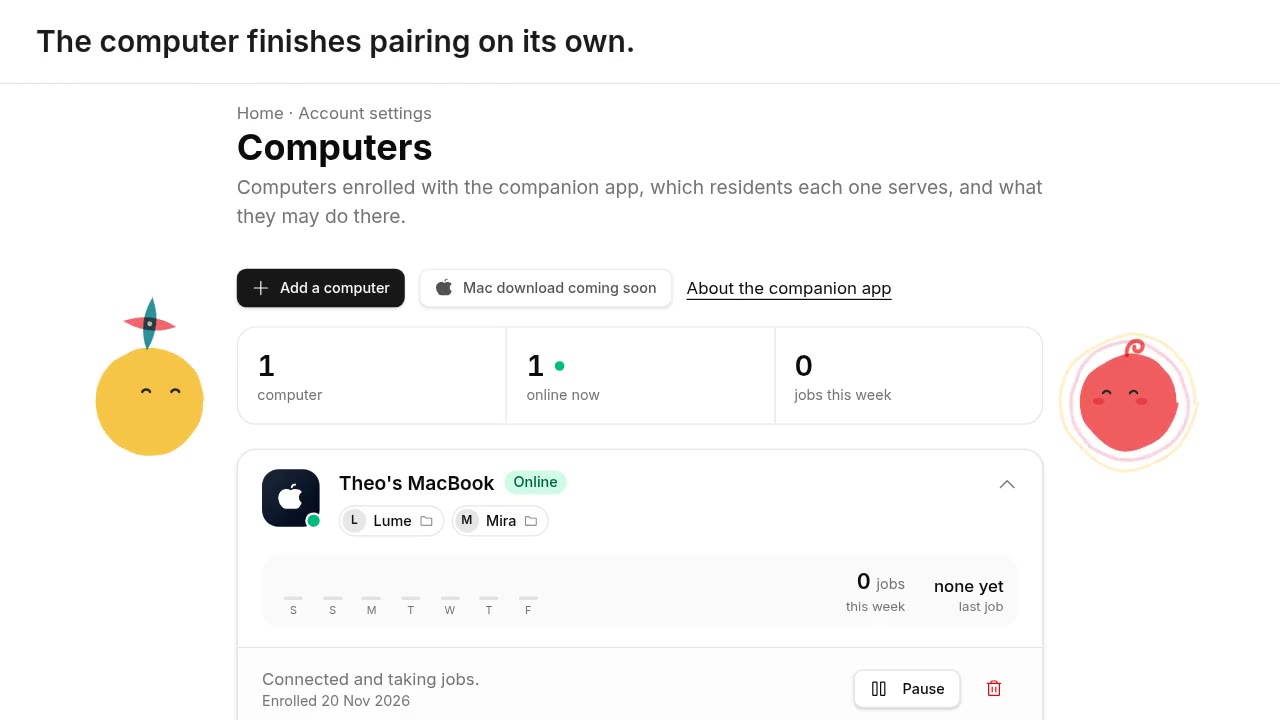 The computer finishes pairing on its own.
Home · Account settings
Computers
Computers enrolled with the companion app, which residents each one serves, and what
they may do there.
Add a computer
Mac download coming soon
About the companion app
1
computer
1
online now
0
jobs this week
Theo's MacBook
Online
L Lume
M Mira
S S M T W T F
0 jobs
this week
none yet
last job
Connected and taking jobs.
Enrolled 20 Nov 2026
Pause